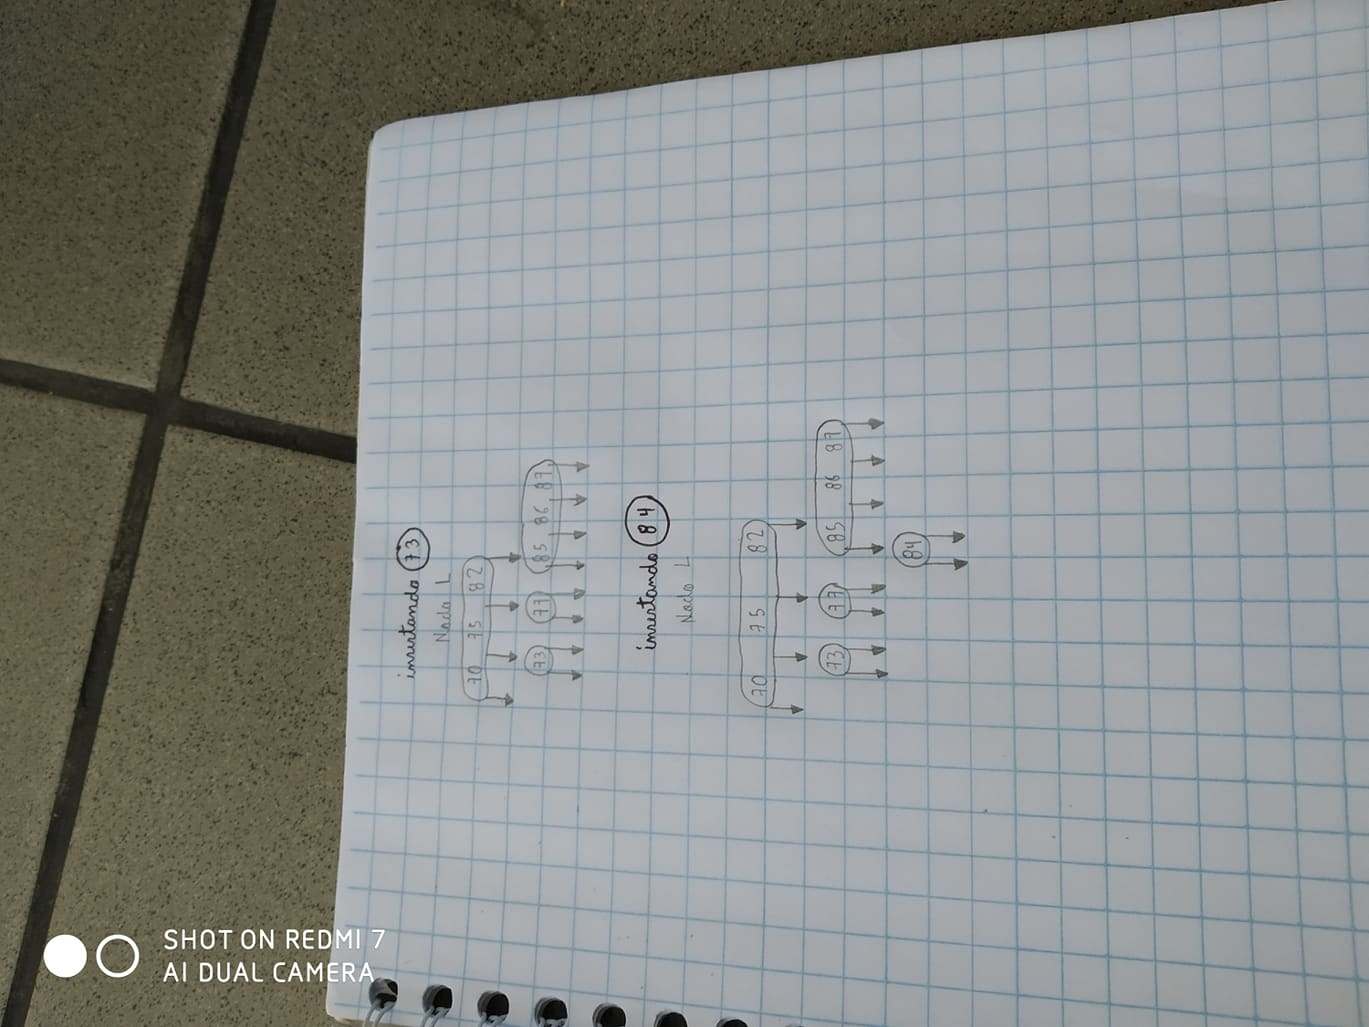 insertando 73
Nodo L
70 75 82
73 77 85 86 87
insertando 84
Nodo L
70 75 82
73 77 85 86 87
84
SHOT ON REDMI 7
AI DUAL CAMERA